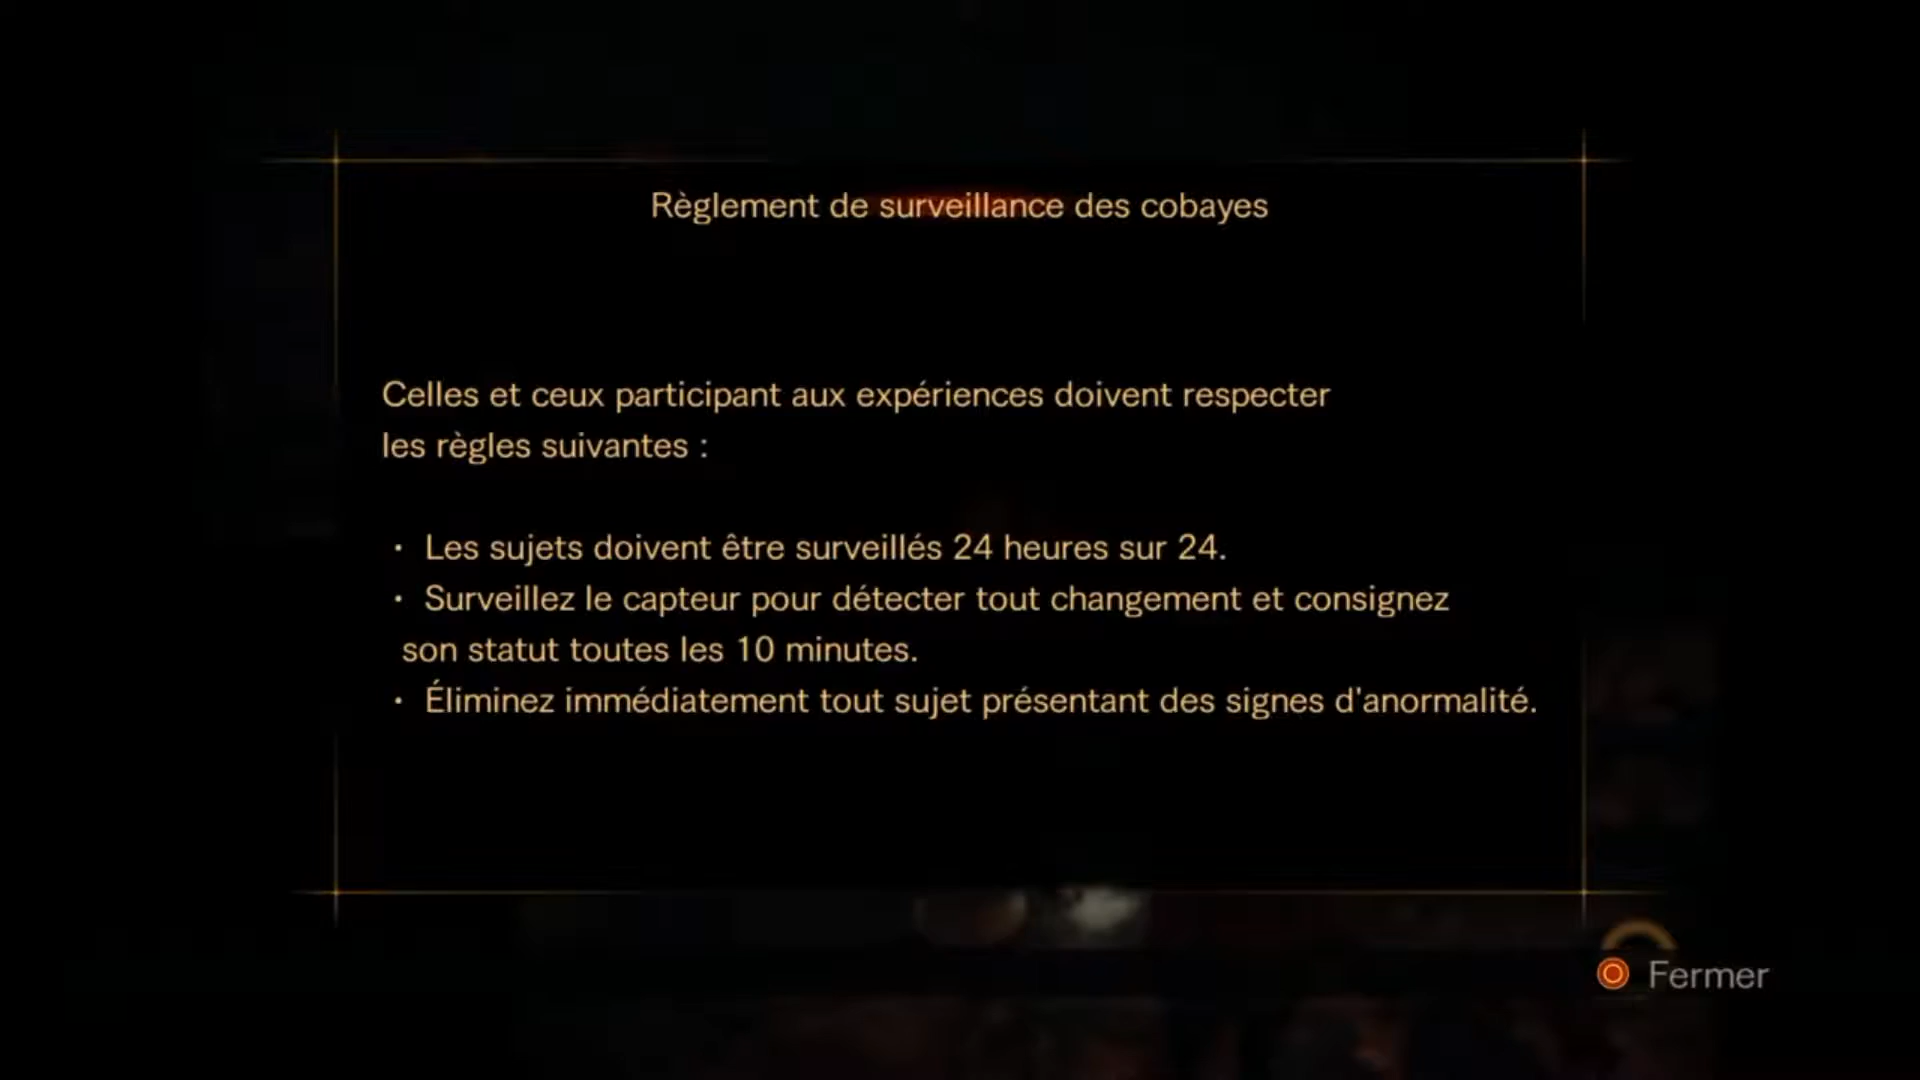 Règlement de surveillance des cobayes
Celles et ceux participant aux expériences doivent respecter
les règles suivantes :
· Les sujets doivent être surveillés 24 heures sur 24.
· Surveillez le capteur pour détecter tout changement et consignez
son statut toutes les 10 minutes.
· Éliminez immédiatement tout sujet présentant des signes d'anormalité.
Fermer